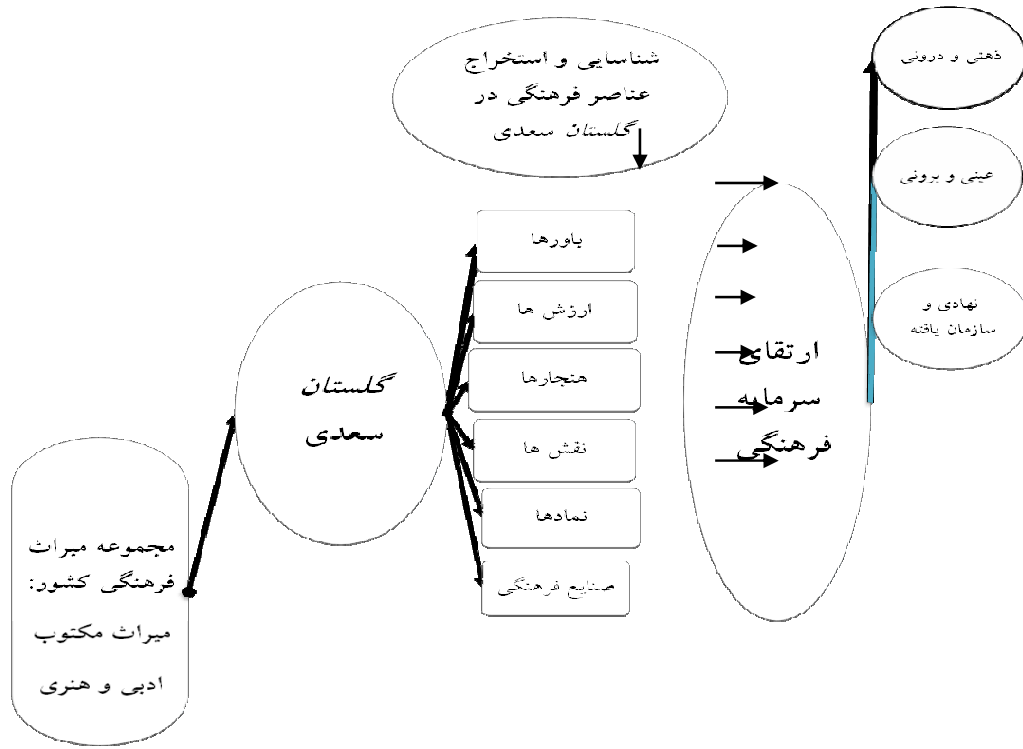 شناسایی و استخراج
عناصر فرهنگی در
گلستان سعدی
ذهنی و درونی
عینی و برونی
نهادی و
سازمان یافته
باورها
ارزش ها
هنجارها
نقش ها
نمادها
صنایع فرهنگی
ارتقای
سرمایه
فرهنگی
گلستان
سعدی
مجموعه میراث
فرهنگی کشور:
میراث مکتوب
ادبی و هنری